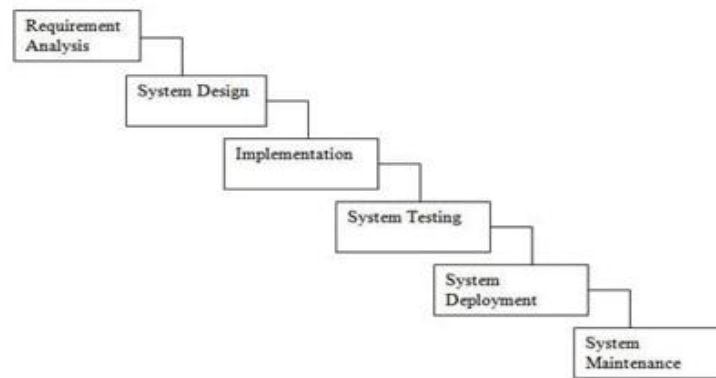 Requirement
Analysis
System Design
Implementation
System Testing
System
Deployment
System
Maintenance